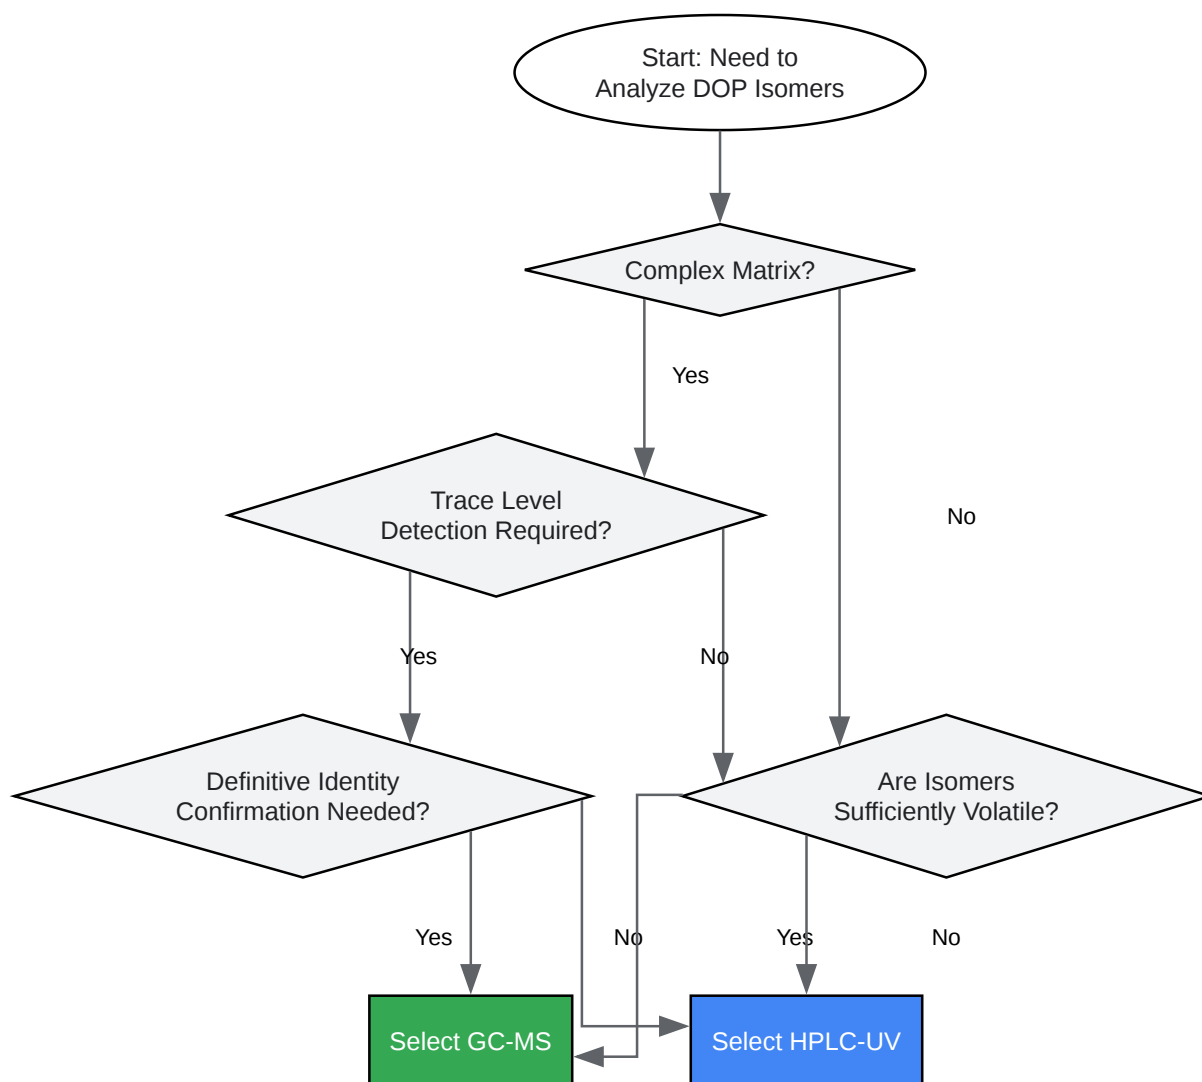 Start: Need to
Analyze DOP Isomers
Complex Matrix?
Yes
No
Trace Level
Detection Required?
Yes
No
Definitive Identity
Confirmation Needed?
Are Isomers
Sufficiently Volatile?
Yes
No
Yes
No
Select GC-MS
Select HPLC-UV